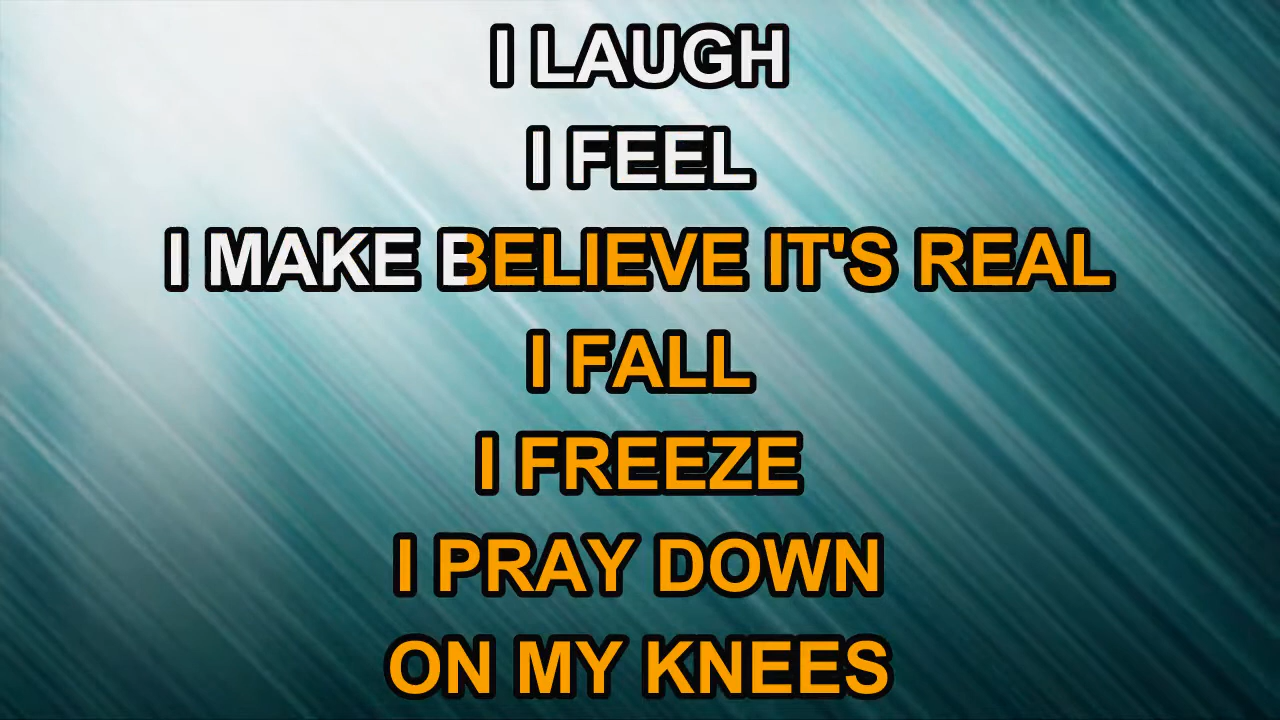 I LAUGH
I FEEL
I MAKE BELIEVE IT'S REAL
I FALL
I FREEZE
I PRAY DOWN
ON MY KNEES